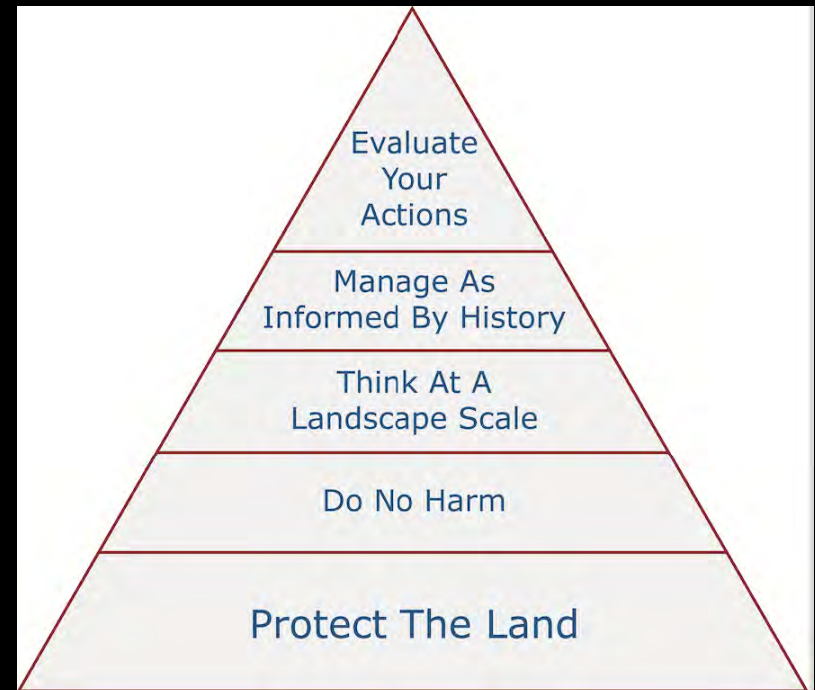 Evaluate
Your
Actions
Manage As
Informed By History
Think At A
Landscape Scale
Do No Harm
Protect The Land